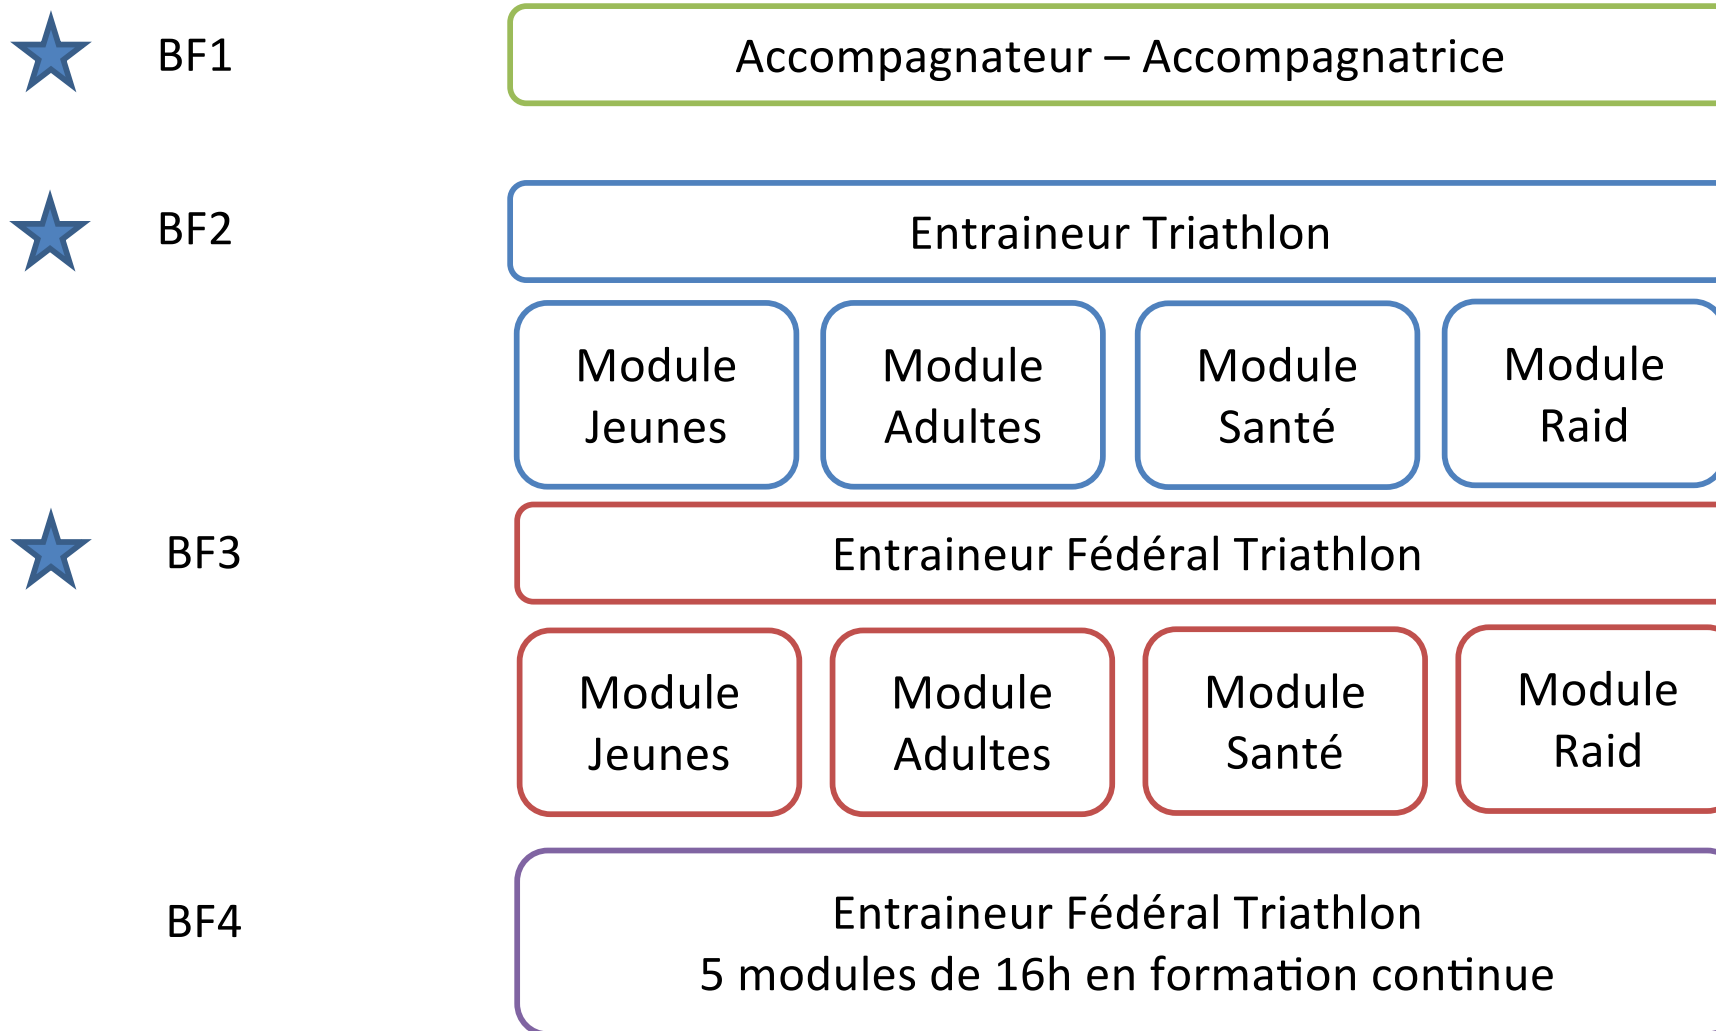 BF1
Accompagnateur – Accompagnatrice
BF2
Entraineur Triathlon
Module
Jeunes
Module
Adultes
Module
Santé
Module
Raid
BF3
Entraineur Fédéral Triathlon
Module
Jeunes
Module
Adultes
Module
Santé
Module
Raid
BF4
Entraineur Fédéral Triathlon
5 modules de 16h en formation continue